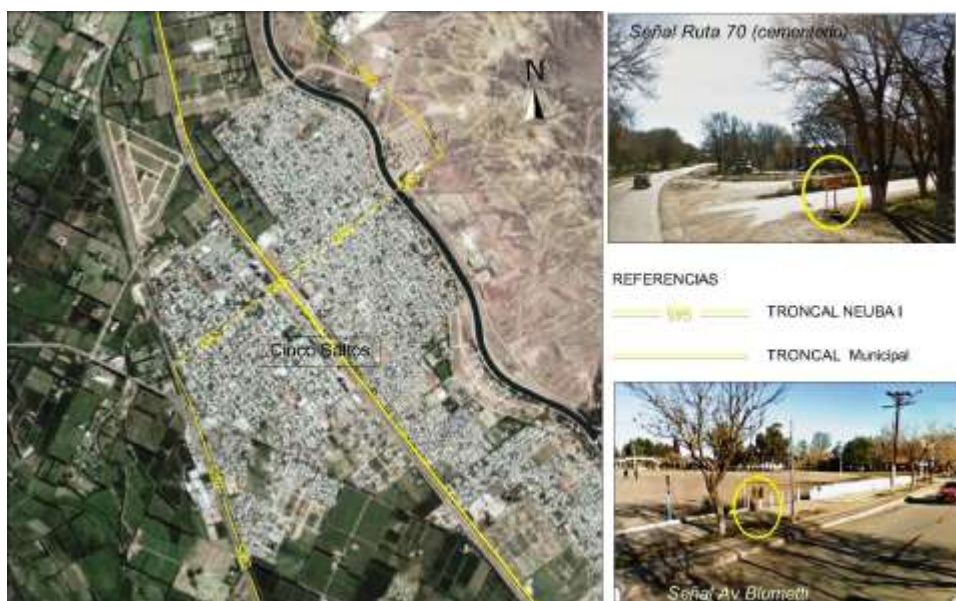 N
Cinco Saltos
Señal Ruta 70 (cementerio)
REFERENCIAS
TRONCAL NEUBA I
TRONCAL Municipal
Señal Av Blumetti